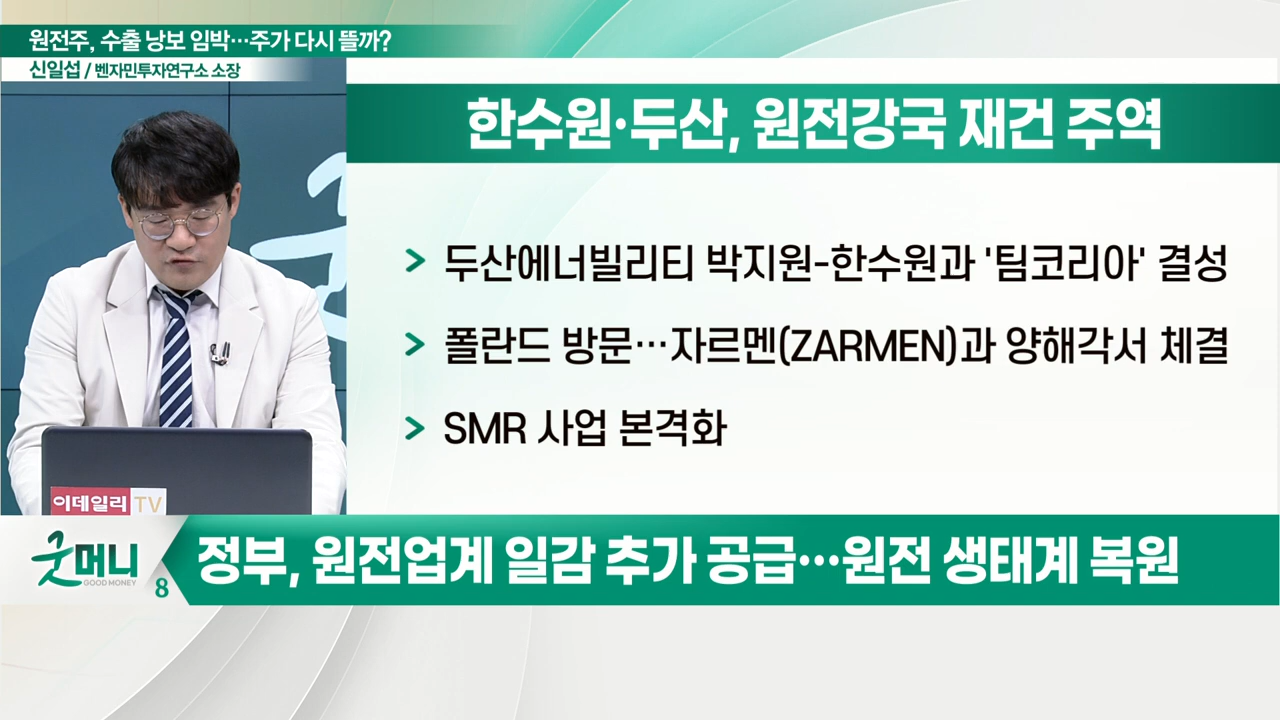 원전주, 수출 낭보 임박…주가 다시 뜰까?
신일섭 / 벤자민투자연구소 소장
한수원·두산, 원전강국 재건 주역
> 두산에너빌리티 박지원-한수원과 '팀코리아' 결성
> 폴란드 방문…자르멘(ZARMEN)과 양해각서 체결
> SMR 사업 본격화
이데일리 TV
굿머니
GOOD MONEY
8
정부, 원전업계 일감 추가 공급…원전 생태계 복원